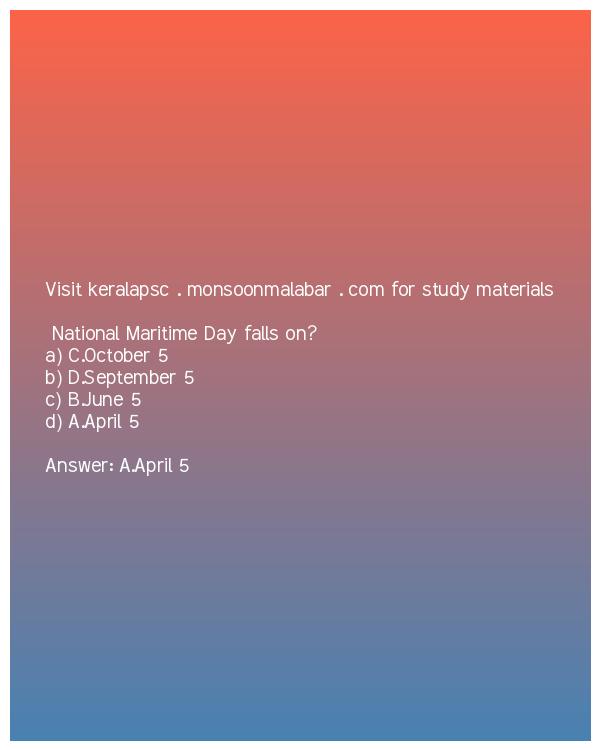 Visit keralapsc . monsoonmalabar . com for study materials
National Maritime Day falls on?
a) C.October 5
b) D.September 5
c) B.June 5
d) A.April 5
Answer: A.April 5